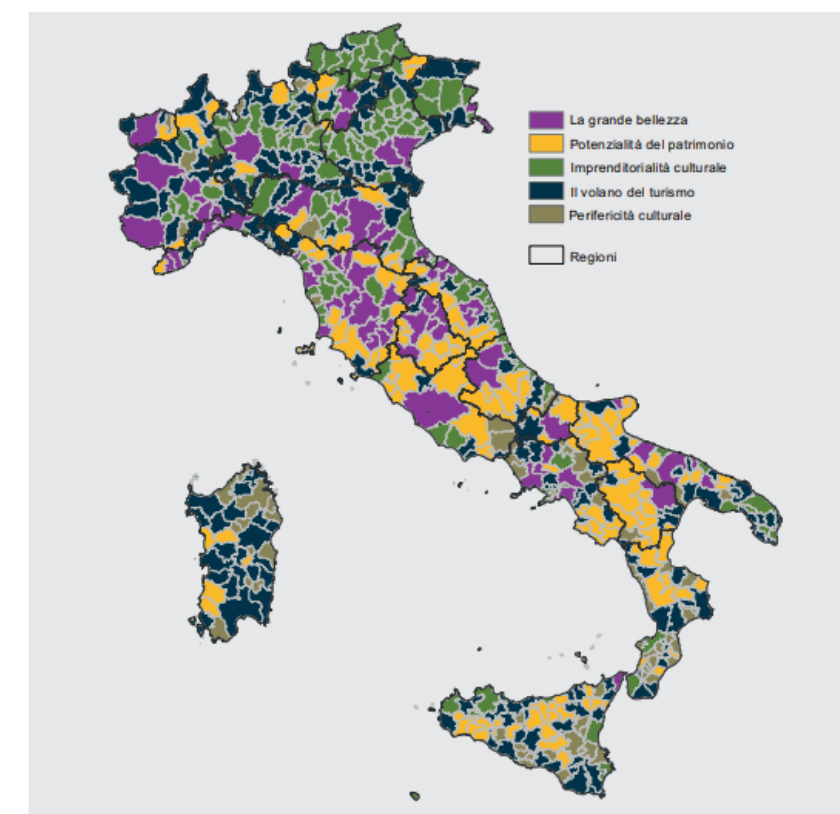 La grande bellezza
Potenzialità del patrimonio
Imprenditorialità culturale
Il volano del turismo
Perifericità culturale
Regioni